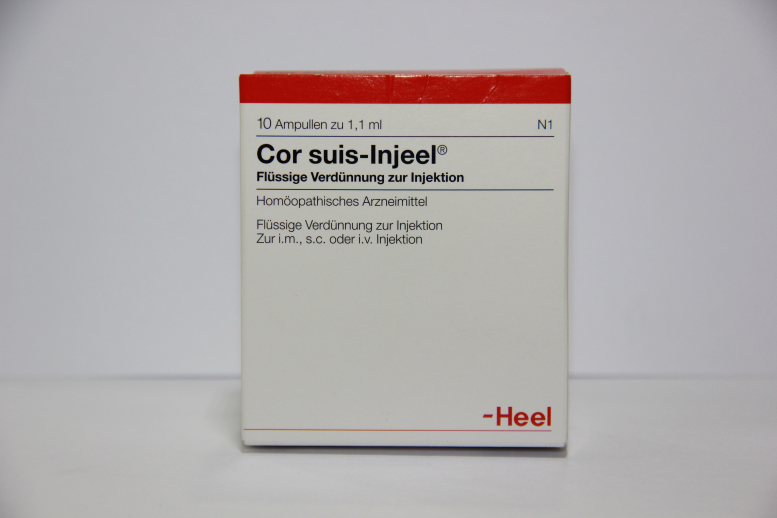 10 Ampullen zu 1,1 ml N1
Cor suis-Injeel®
Flüssige Verdünnung zur Injektion
Homöopathisches Arzneimittel
Flüssige Verdünnung zur Injektion
Zur i.m., s.c. oder i.v. Injektion
-Heel